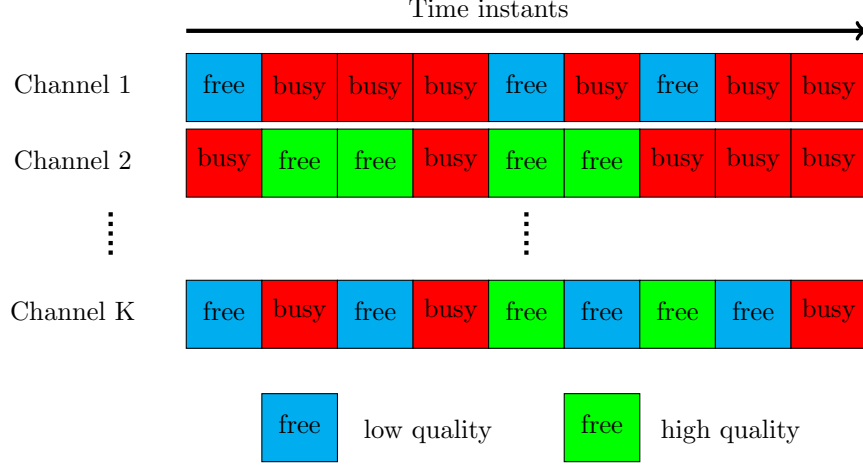 Time instants
Channel 1 free busy busy busy free busy free busy busy
Channel 2 busy free free busy free free busy busy busy
Channel K free busy free busy free free free free busy
free low quality free high quality